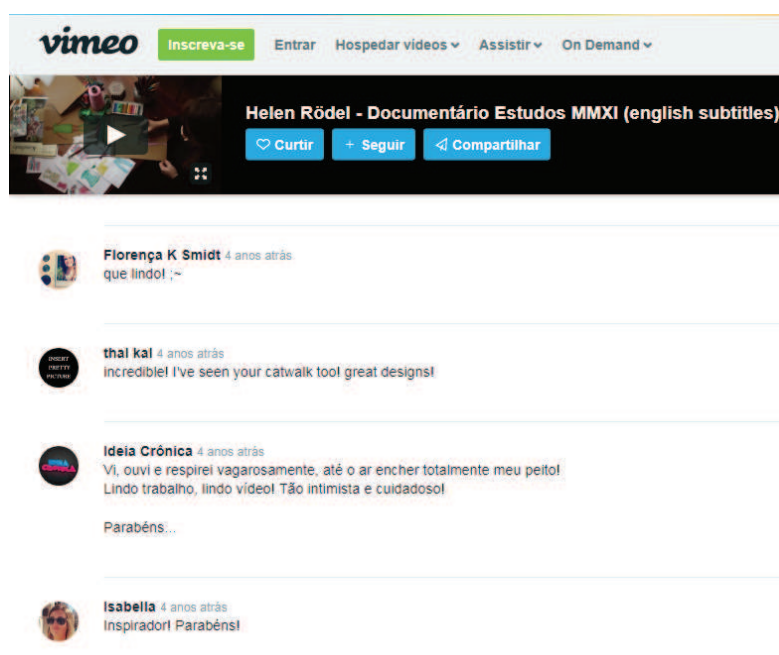 vimeo Inscreva-se Entrar Hospedar vídeos Assistir On Demand
Helen Rödel - Documentário Estudos MMXI (english subtitles)
Curtir + Seguir Compartilhar
Florença K Smidt 4 anos atrás
que lindo! ;~
thai kal 4 anos atrás
incredible! I've seen your catwalk too! great designs!
INSERT
PRETTY
PICTURE
Ideia Crônica 4 anos atrás
Vi, ouvi e respirei vagarosamente, até o ar encher totalmente meu peito!
Lindo trabalho, lindo vídeo! Tão intimista e cuidadoso!
Parabéns...
Isabella 4 anos atrás
Inspirador! Parabéns!